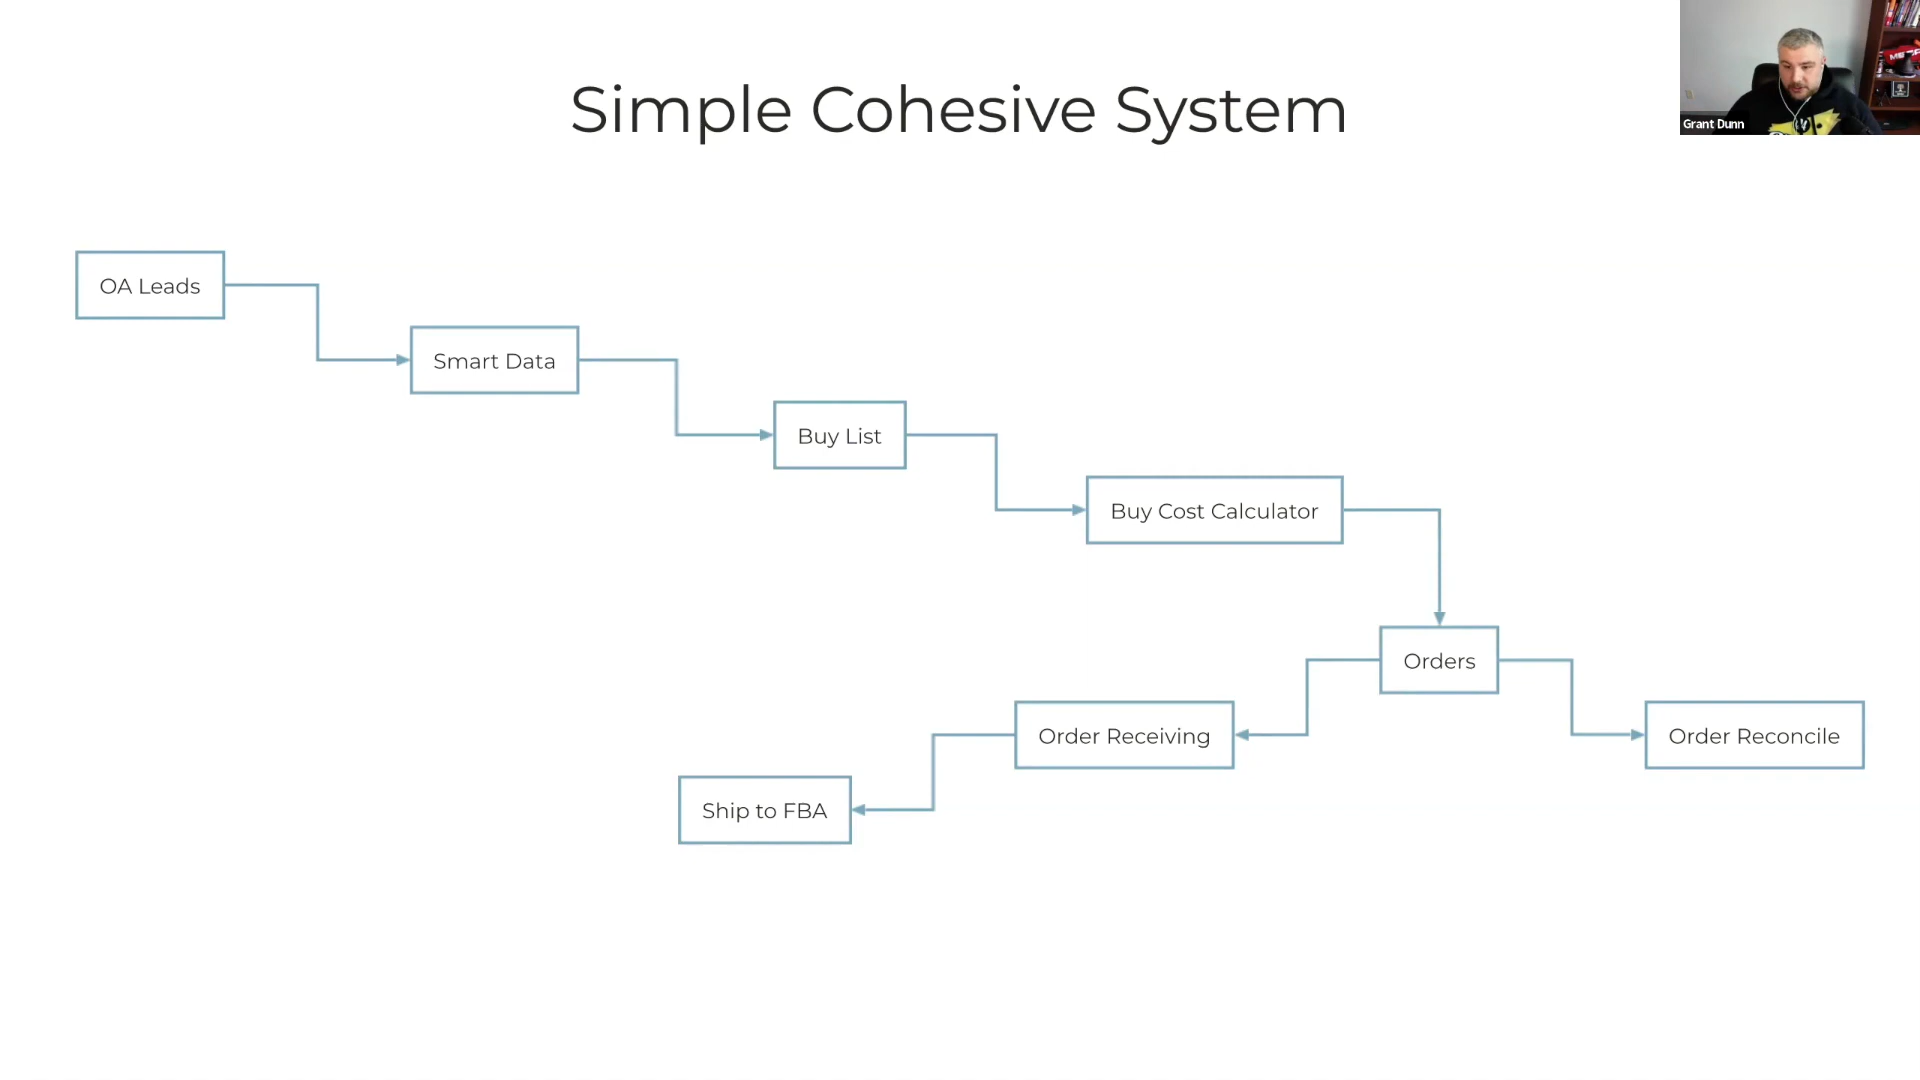 Simple Cohesive System
Grant Dunn
OA Leads
Smart Data
Buy List
Buy Cost Calculator
Orders
Order Receiving
Order Reconcile
Ship to FBA